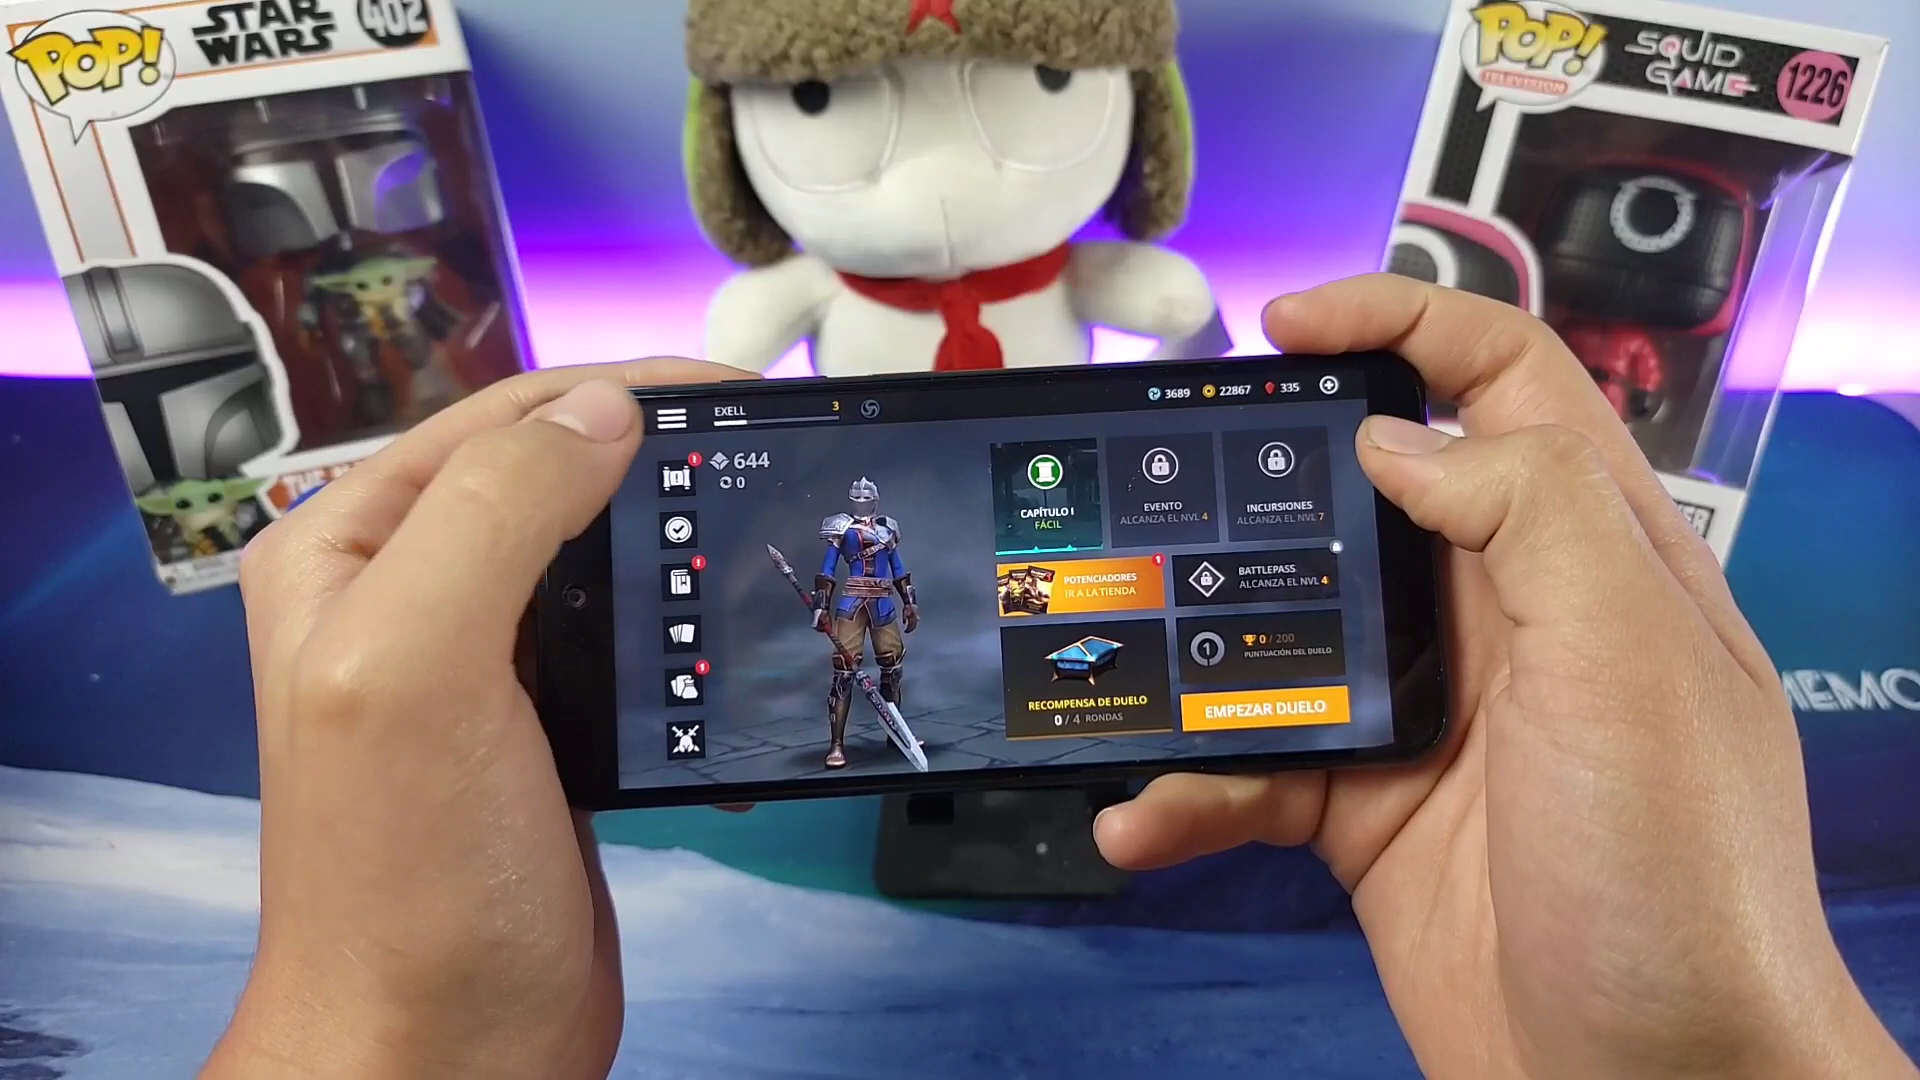 POP!
STAR
WARS
402
POP!
TELEVISION
SQUID
GAME
1226
EXELL
3
3689
22867
335
644
0
CAPÍTULO I
FÁCIL
EVENTO
ALCANZA EL NVL 4
INCURSIONES
ALCANZA EL NVL 7
POTENCIADORES
IR A LA TIENDA
1
BATTLEPASS
ALCANZA EL NVL 4
1
0 / 200
PUNTUACIÓN DEL DUELO
RECOMPENSA DE DUELO
0 / 4 RONDAS
EMPEZAR DUELO